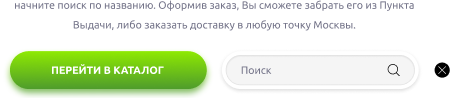 начните поиск по названию. Оформив заказ, Вы сможете забрать его из Пункта
Выдачи, либо заказать доставку в любую точку Москвы.
ПЕРЕЙТИ В КАТАЛОГ
Поиск